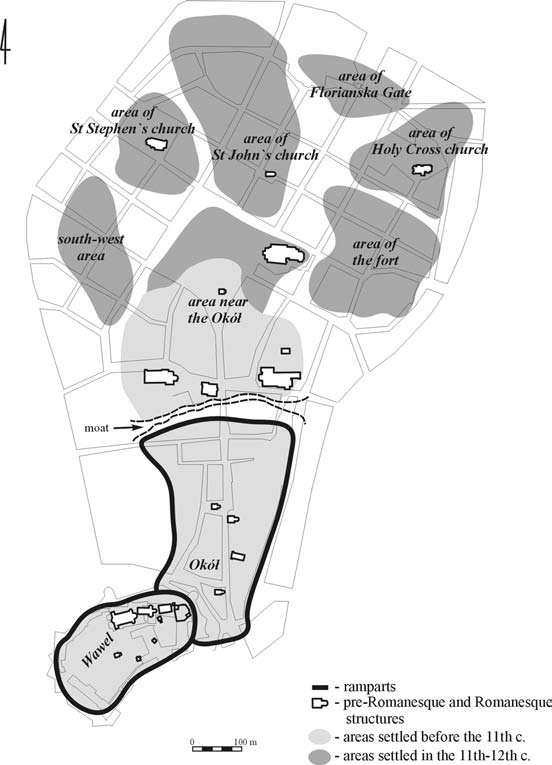 4
area of
Florianska Gate
area of
St Stephen`s church
area of
St John`s church
area of
Holy Cross church
south-west
area
area of
the fort
area near
the Okół
moat
Okół
Wawel
- ramparts
- pre-Romanesque and Romanesque
structures
- areas settled before the 11th c.
- areas settled in the 11th-12th c.
0 100 m